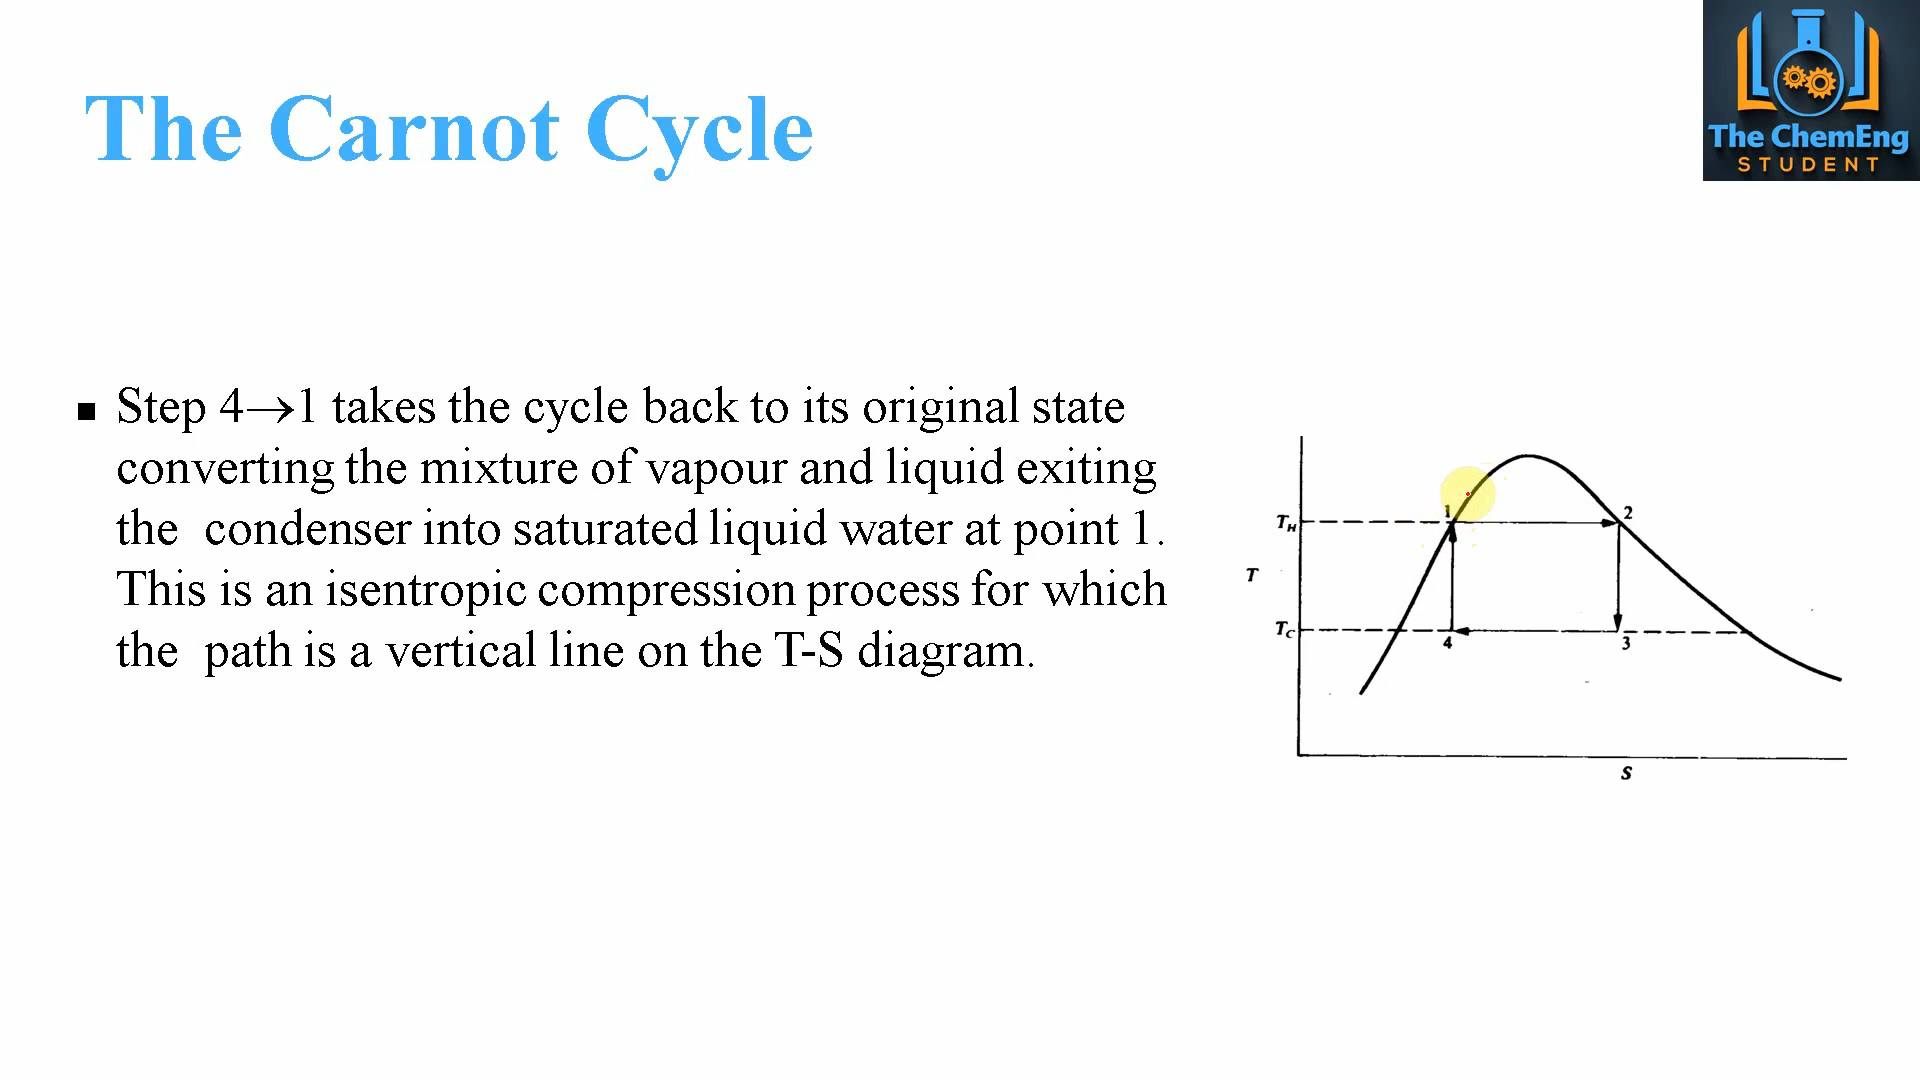 The Carnot Cycle
The ChemEng
STUDENT
■ Step 4→1 takes the cycle back to its original state
converting the mixture of vapour and liquid exiting
the condenser into saturated liquid water at point 1.
This is an isentropic compression process for which
the path is a vertical line on the T-S diagram.
1
2
T_H
T
T_C
4
3
S